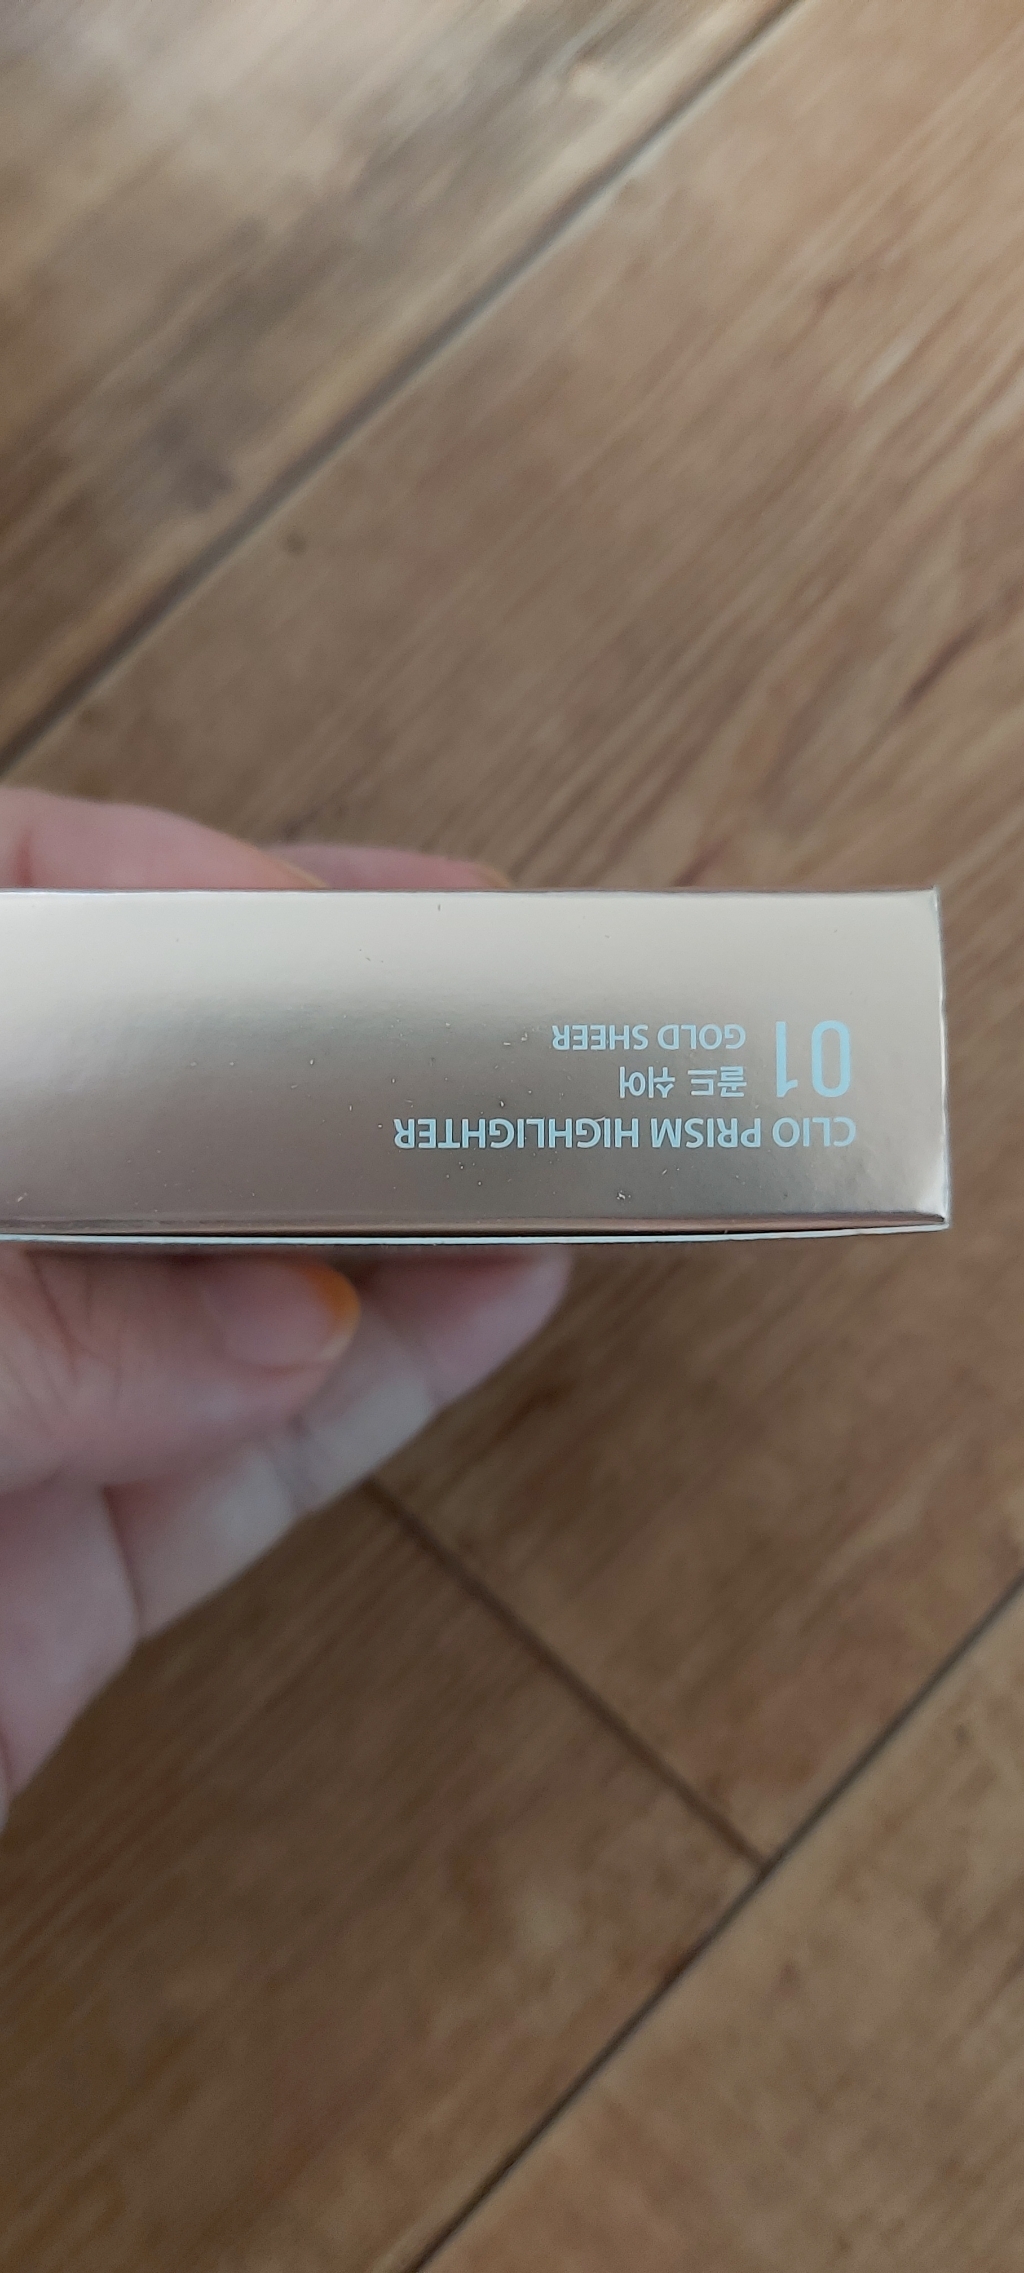 CLIO PRISM HIGHLIGHTER
01 골드 쉬어
GOLD SHEER